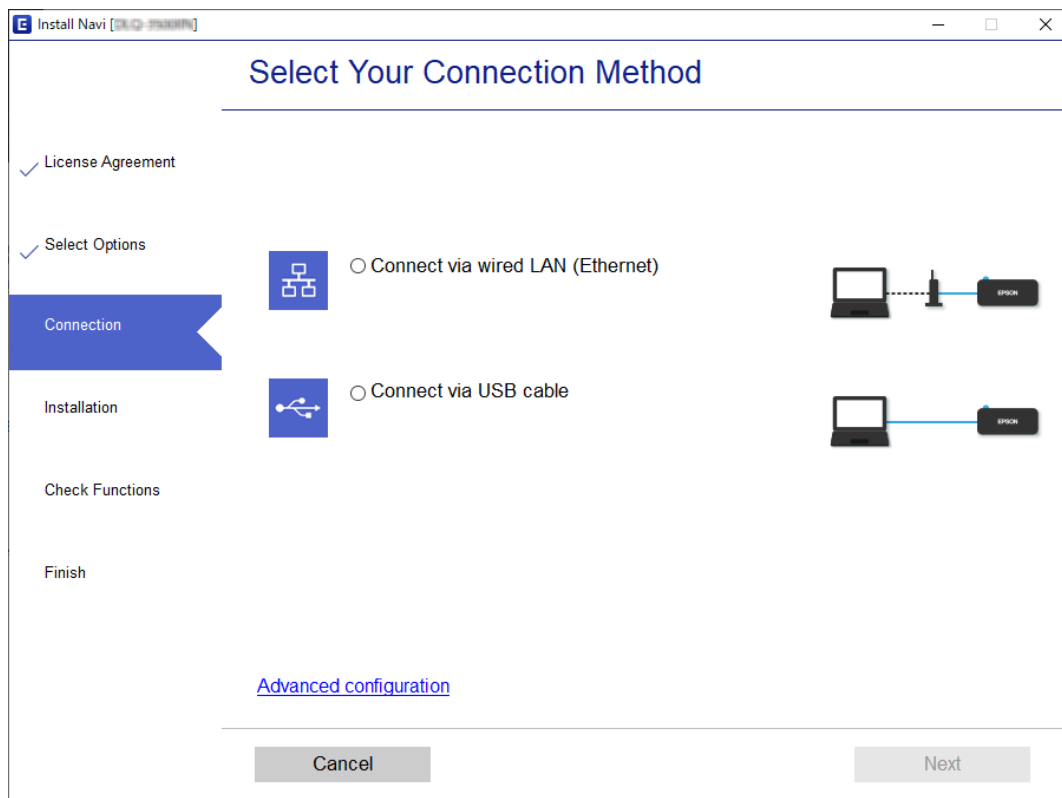 Install Navi [
]
Select Your Connection Method
License Agreement
Select Options
Connection
Installation
Check Functions
Finish
Connect via wired LAN (Ethernet)
EPSON
Connect via USB cable
EPSON
Advanced configuration
Cancel
Next